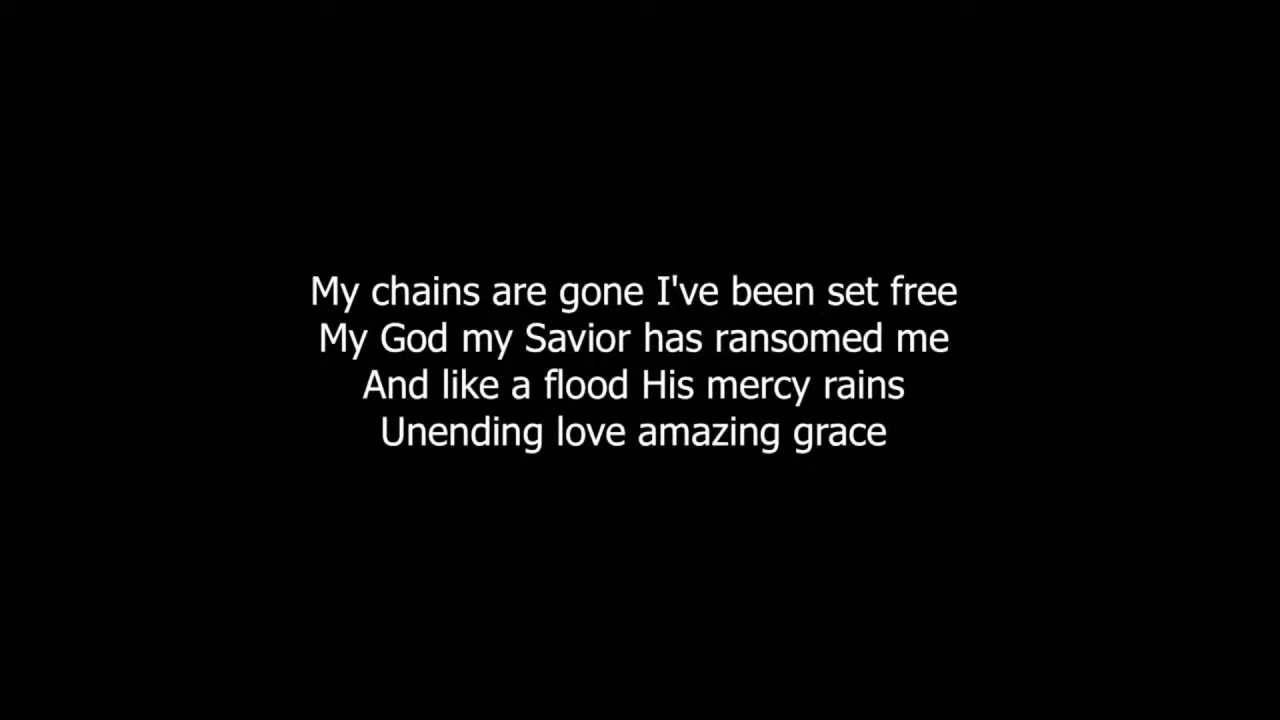 My chains are gone I've been set free
My God my Savior has ransomed me
And like a flood His mercy rains
Unending love amazing grace